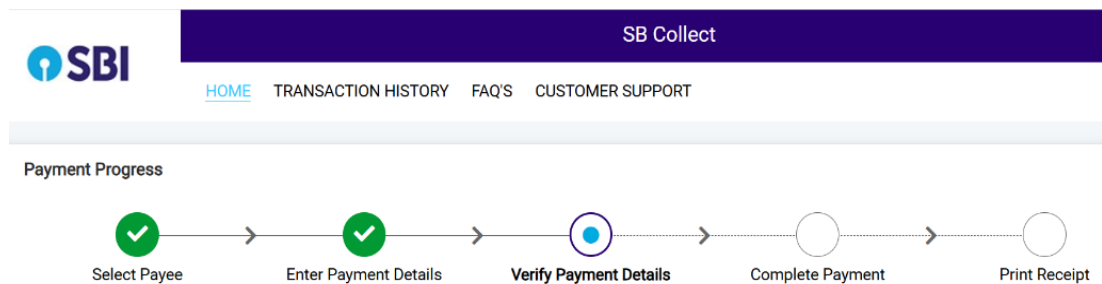 SB Collect
SBI
HOME TRANSACTION HISTORY FAQ'S CUSTOMER SUPPORT
Payment Progress
Select Payee Enter Payment Details Verify Payment Details Complete Payment Print Receipt